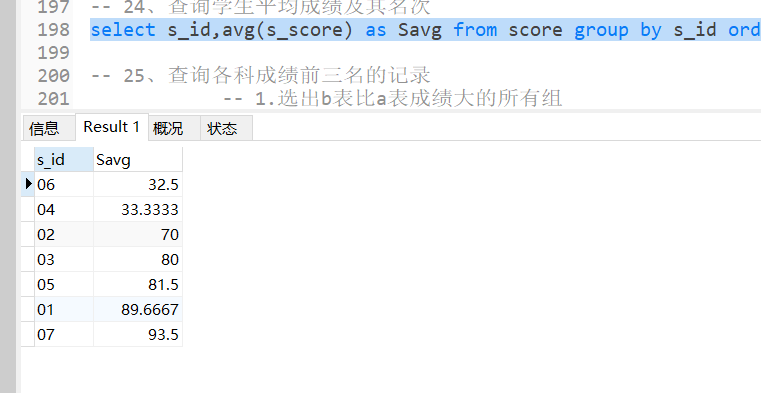 197 -- 24、查询学生平均成绩及其名次
198 select s_id,avg(s_score) as Savg from score group by s_id ord
199
200 -- 25、查询各科成绩前三名的记录
201 -- 1.选出b表比a表成绩大的所有组
信息 Result 1 概况 状态
s_id Savg
06 32.5
04 33.3333
02 70
03 80
05 81.5
01 89.6667
07 93.5